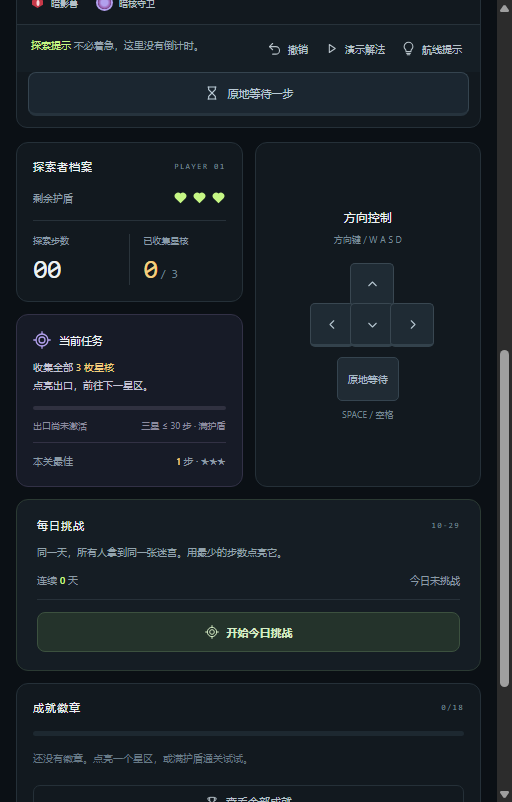 暗影兽 暗核守卫
探索提示 不必着急，这里没有倒计时。
撤销 演示解法 航线提示
原地等待一步
探索者档案 PLAYER 01
剩余护盾
探索步数 已收集星核
00 0 / 3
当前任务
收集全部 3 枚星核
点亮出口，前往下一星区。
出口尚未激活 三星 ≤ 30 步 · 满护盾
本关最佳 1 步 · ★★★
方向控制
方向键 / W A S D
原地等待
SPACE / 空格
每日挑战 10-29
同一天，所有人拿到同一张迷宫。用最少的步数点亮它。
连续 0 天 今日未挑战
开始今日挑战
成就徽章 0/18
还没有徽章。点亮一个星区，或满护盾通关试试。
查看全部成就